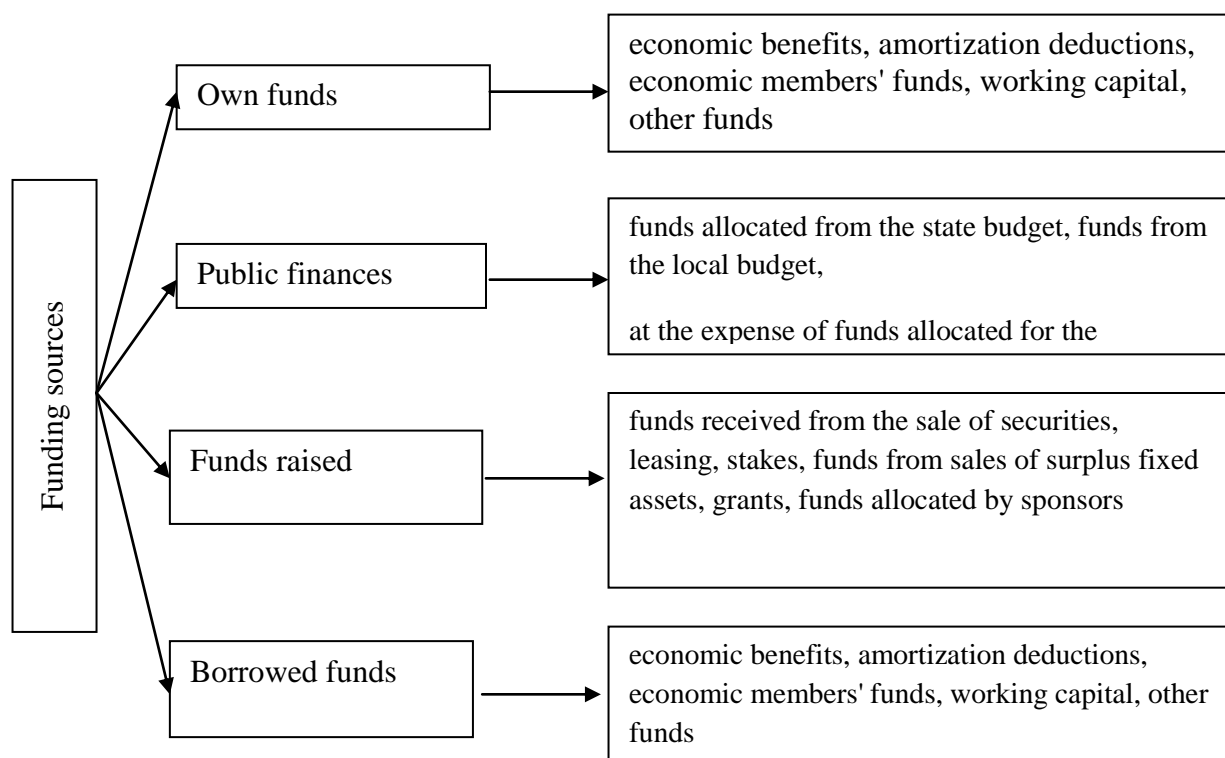 Funding sources
Own funds
economic benefits, amortization deductions,
economic members' funds, working capital,
other funds
Public finances
funds allocated from the state budget, funds from
the local budget,
at the expense of funds allocated for the
Funds raised
funds received from the sale of securities,
leasing, stakes, funds from sales of surplus fixed
assets, grants, funds allocated by sponsors
Borrowed funds
economic benefits, amortization deductions,
economic members' funds, working capital, other
funds